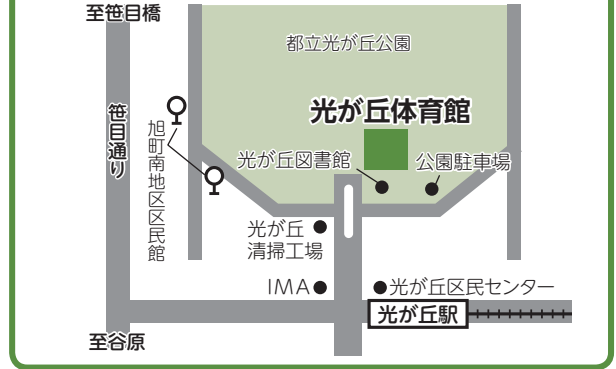 至笹目橋
都立光が丘公園
光が丘体育館
笹目通り
旭町南地区区民館
光が丘図書館
公園駐車場
光が丘
清掃工場
IMA
光が丘区民センター
光が丘駅
至谷原